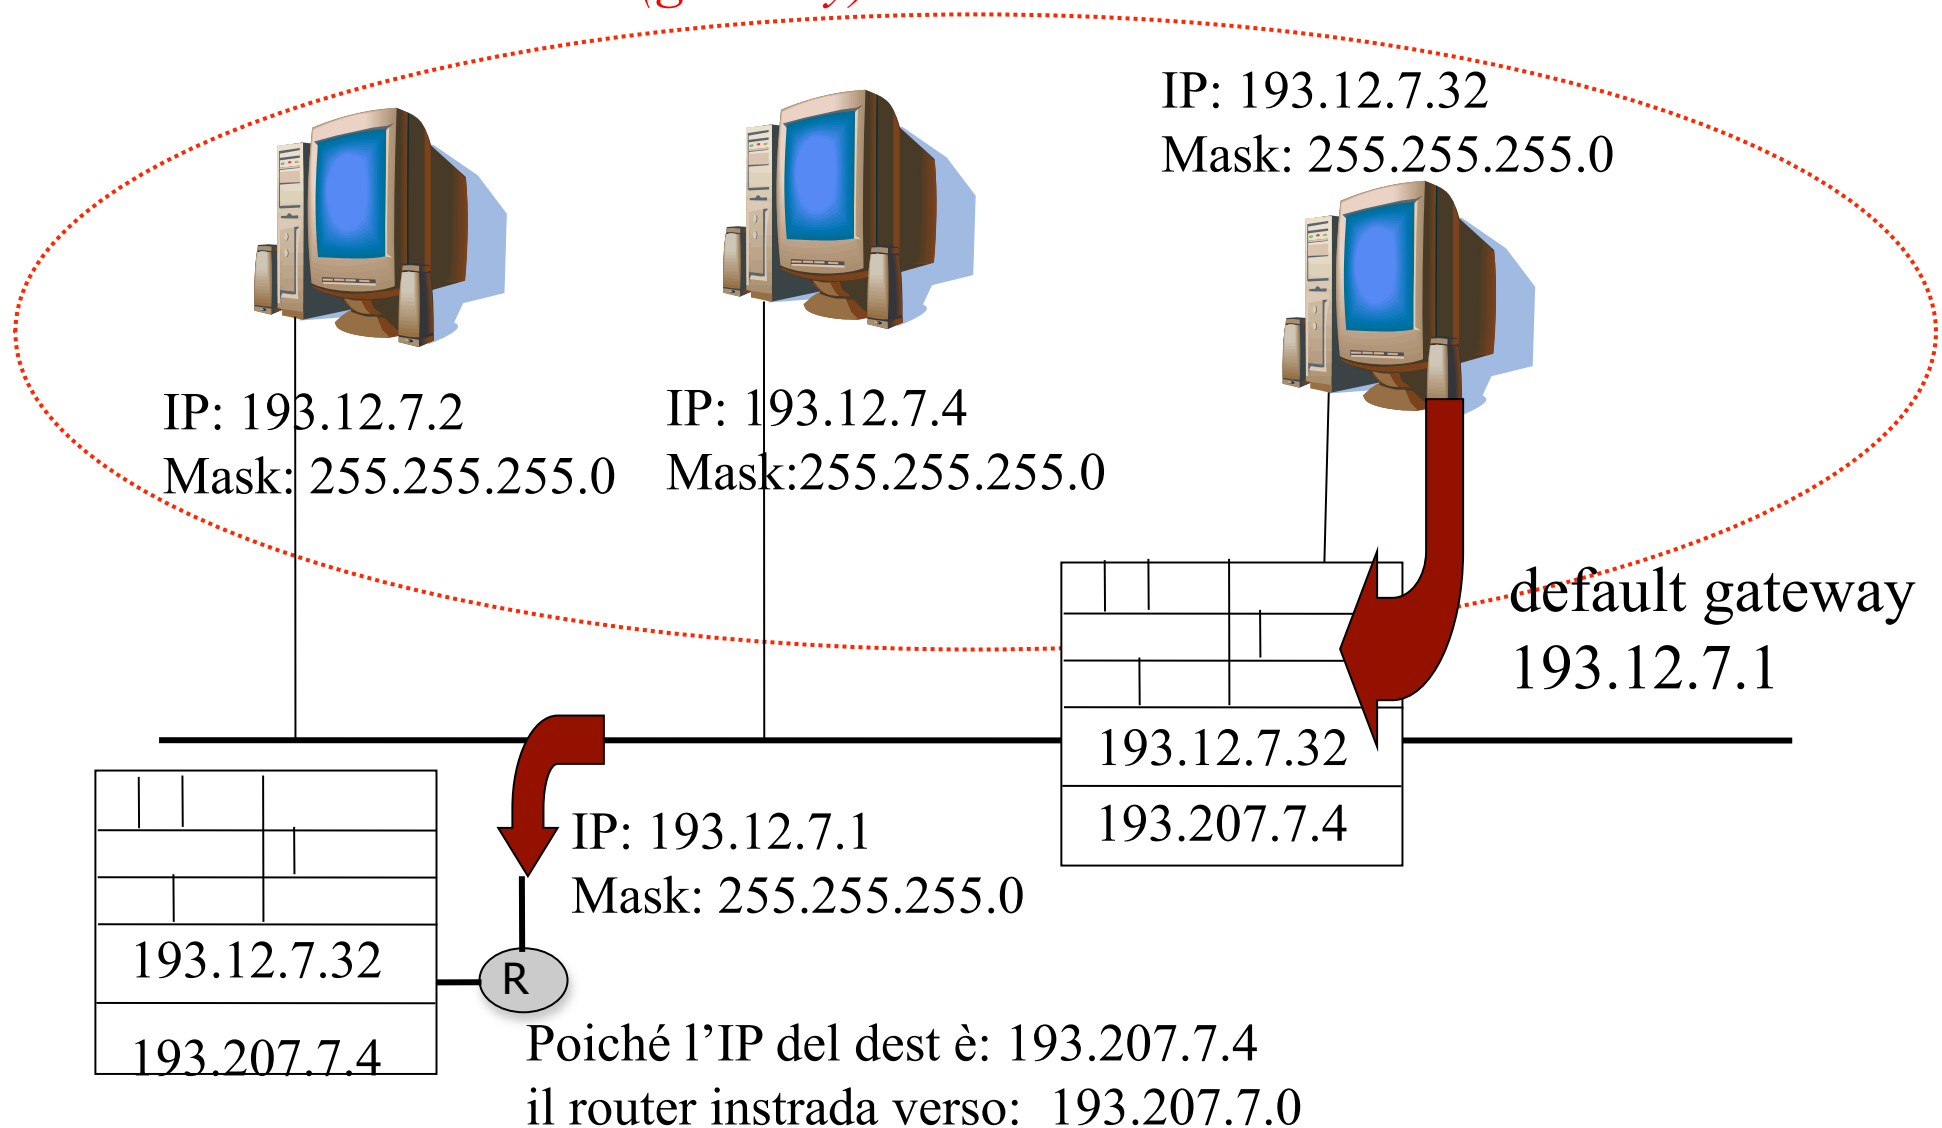 IP: 193.12.7.32
Mask: 255.255.255.0
IP: 193.12.7.2
Mask: 255.255.255.0
IP: 193.12.7.4
Mask:255.255.255.0
default gateway
193.12.7.1
193.12.7.32
193.207.7.4
IP: 193.12.7.1
Mask: 255.255.255.0
193.12.7.32
193.207.7.4
R
Poiché l’IP del dest è: 193.207.7.4
il router instrada verso: 193.207.7.0